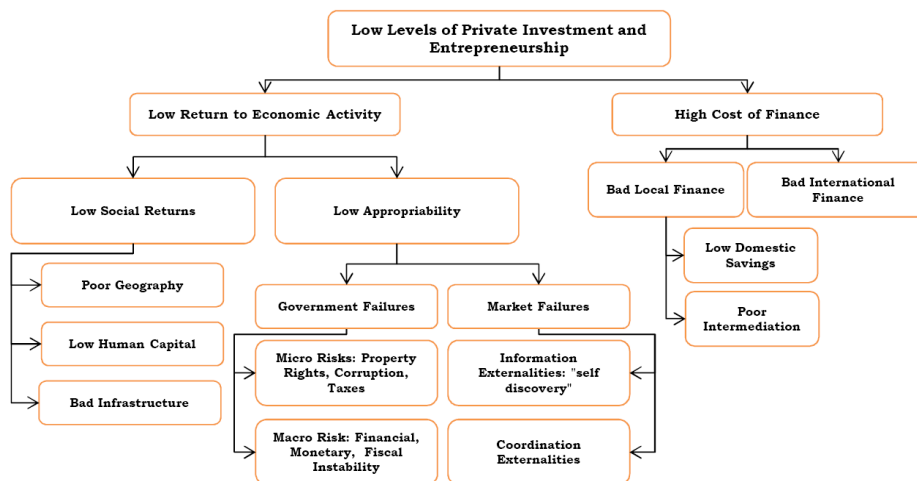 Low Levels of Private Investment and
Entrepreneurship
Low Return to Economic Activity
High Cost of Finance
Low Social Returns
Low Appropriability
Bad Local Finance
Bad International
Finance
Poor Geography
Low Human Capital
Bad Infrastructure
Government Failures
Market Failures
Micro Risks: Property
Rights, Corruption,
Taxes
Macro Risk: Financial,
Monetary, Fiscal
Instability
Information
Externalities: "self
discovery"
Coordination
Externalities
Low Domestic
Savings
Poor
Intermediation